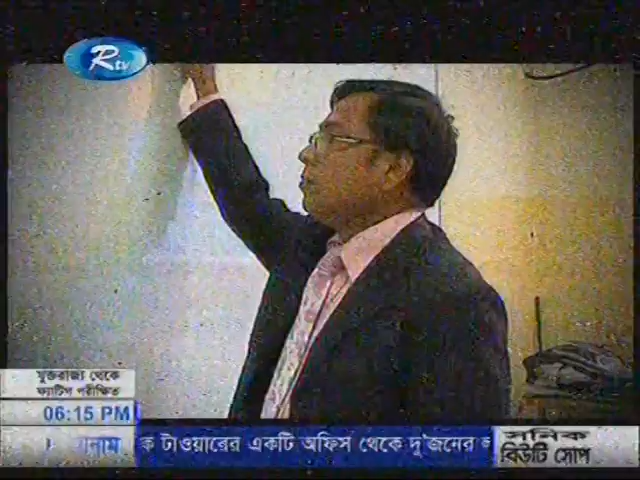 Rtv
যুক্তরাজ্য থেকে
ফ্যাটিগ পরীক্ষিত
06:15 PM
ক টাওয়ারের একটি অফিস থেকে দু'জনের
বিউটি সোপ